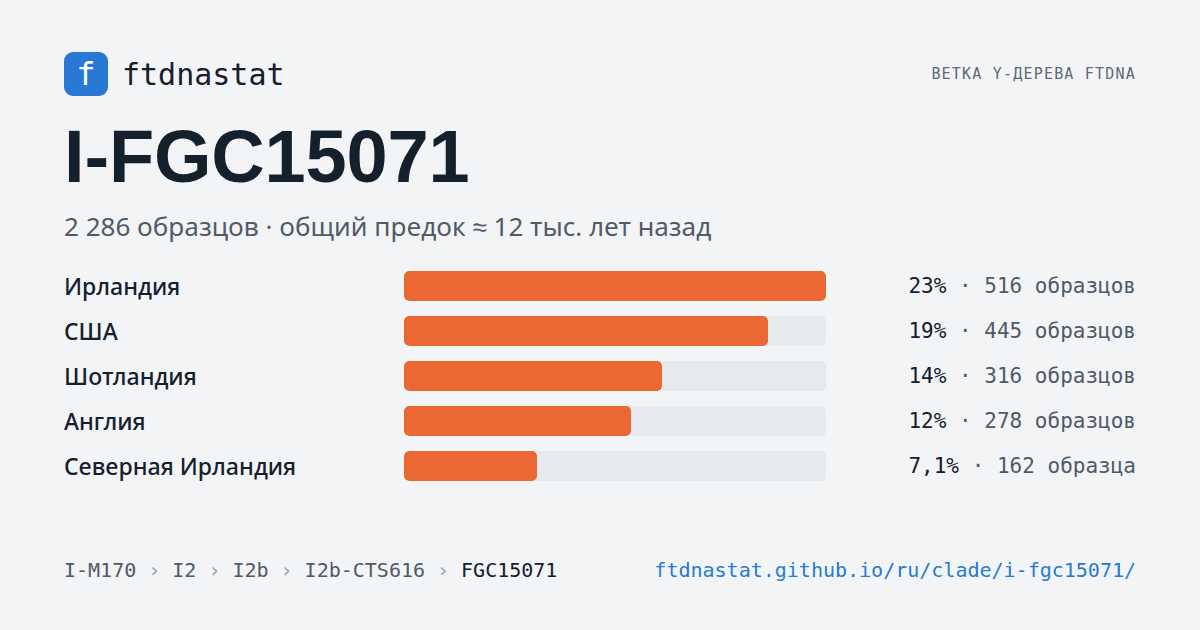 f ftdnastat
ВЕТКА Y-ДЕРЕВА FTDNA
I-FGC15071
2 286 образцов · общий предок ≈ 12 тыс. лет назад
Ирландия 23% · 516 образцов
США 19% · 445 образцов
Шотландия 14% · 316 образцов
Англия 12% · 278 образцов
Северная Ирландия 7,1% · 162 образца
I-M170 › I2 › I2b › I2b-CTS616 › FGC15071
ftdnastat.github.io/ru/clade/i-fgc15071/